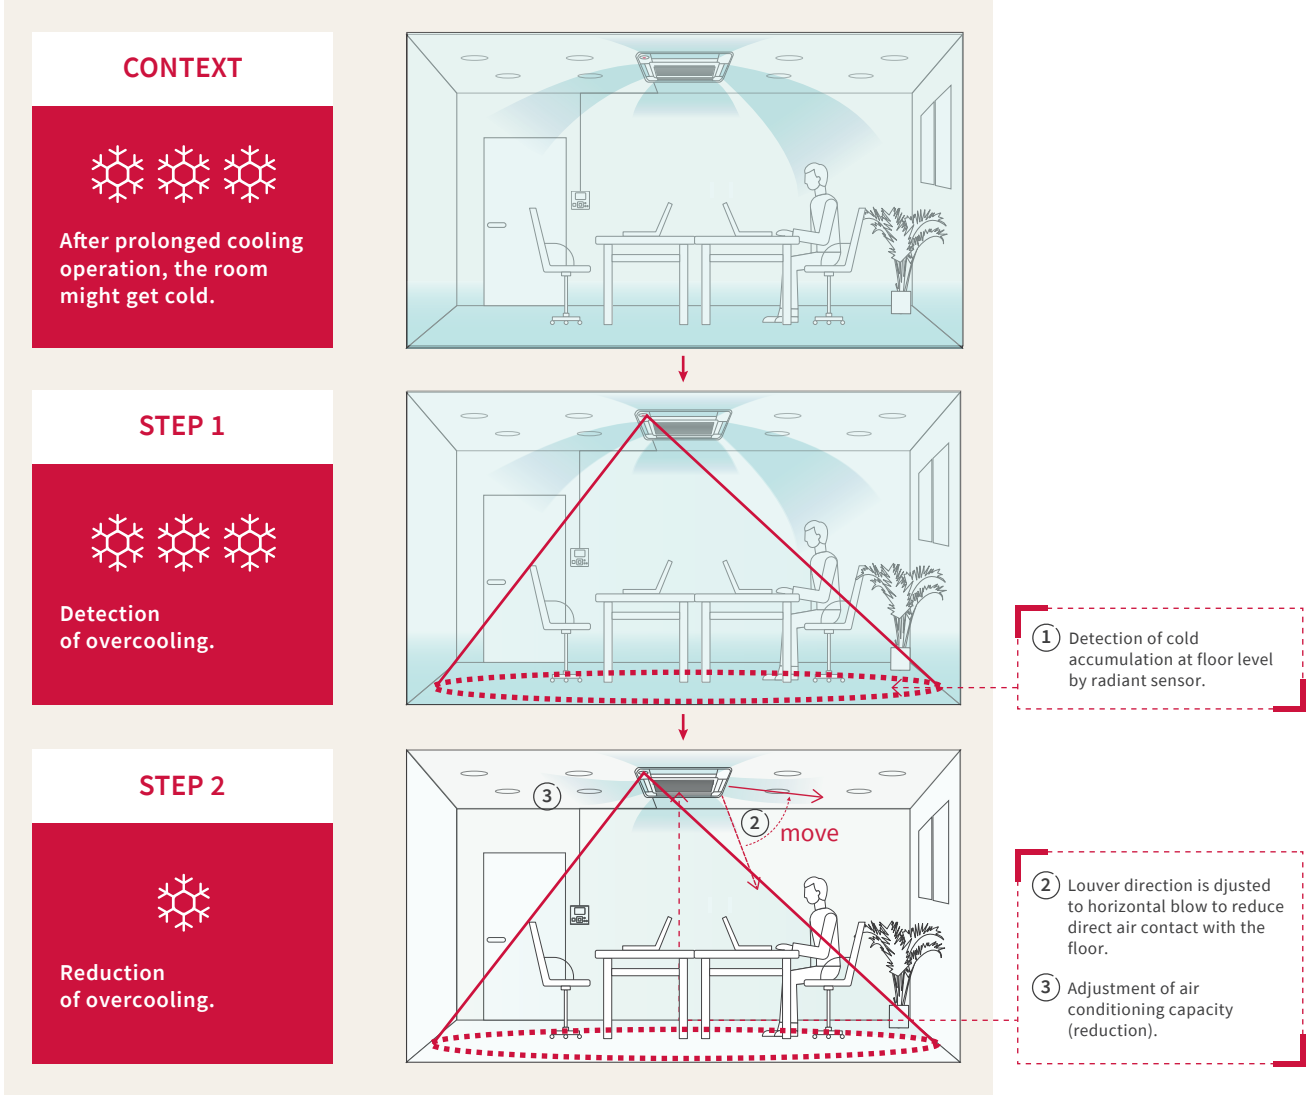 CONTEXT
After prolonged cooling
operation, the room
might get cold.
STEP 1
Detection
of overcooling.
1
Detection of cold
accumulation at floor level
by radiant sensor.
STEP 2
Reduction
of overcooling.
3
2
move
2
Louver direction is djusted
to horizontal blow to reduce
direct air contact with the
floor.
3
Adjustment of air
conditioning capacity
(reduction).